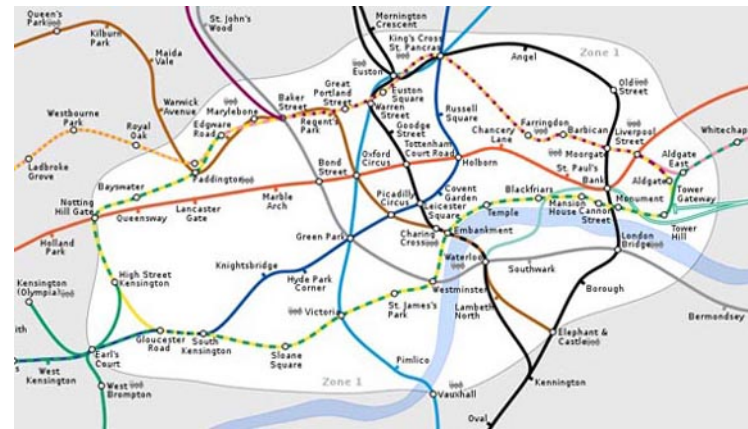 Queen's
Park
Kilburn
Park
Maida
Vale
St. John's
Wood
Mornington
Crescent
King's Cross
St. Pancras
Zone 1
Angel
Old
Street
Euston
Euston
Square
Great
Portland
Street
Baker
Street
Marylebone
Edgware
Road
Warwick
Avenue
Westbourne
Park
Royal
Oak
Ladbroke
Grove
Paddington
Regent's
Park
Warren
Street
Goodge
Street
Russell
Square
Farringdon
Barbican
Liverpool
Street
Whitechap
Aldgate
East
Moorgate
Chancery
Lane
Tottenham
Court Road
Oxford
Circus
Holborn
Bond
Street
St. Paul's
Bank
Aldgate
Tower
Gateway
Tower
Hill
Monument
Cannon
Street
Mansion
House
Blackfriars
Temple
Covent
Garden
Leicester
Square
Picadilly
Circus
Bayswater
Notting
Hill Gate
Queensway
Lancaster
Gate
Marble
Arch
Holland
Park
Green Park
Charing
Cross
Embankment
London
Bridge
Waterloo
Southwark
Kensington
(Olympia)
High Street
Kensington
Knightsbridge
Hyde Park
Corner
Westminster
St. James's
Park
Victoria
Lambeth
North
Borough
Bermondsey
Gloucester
Road
South
Kensington
Sloane
Square
Elephant &
Castle
ith
s
West
Kensington
Earl's
Court
West
Brompton
Pimlico
Zone 1
Vauxhall
Kennington
Oval